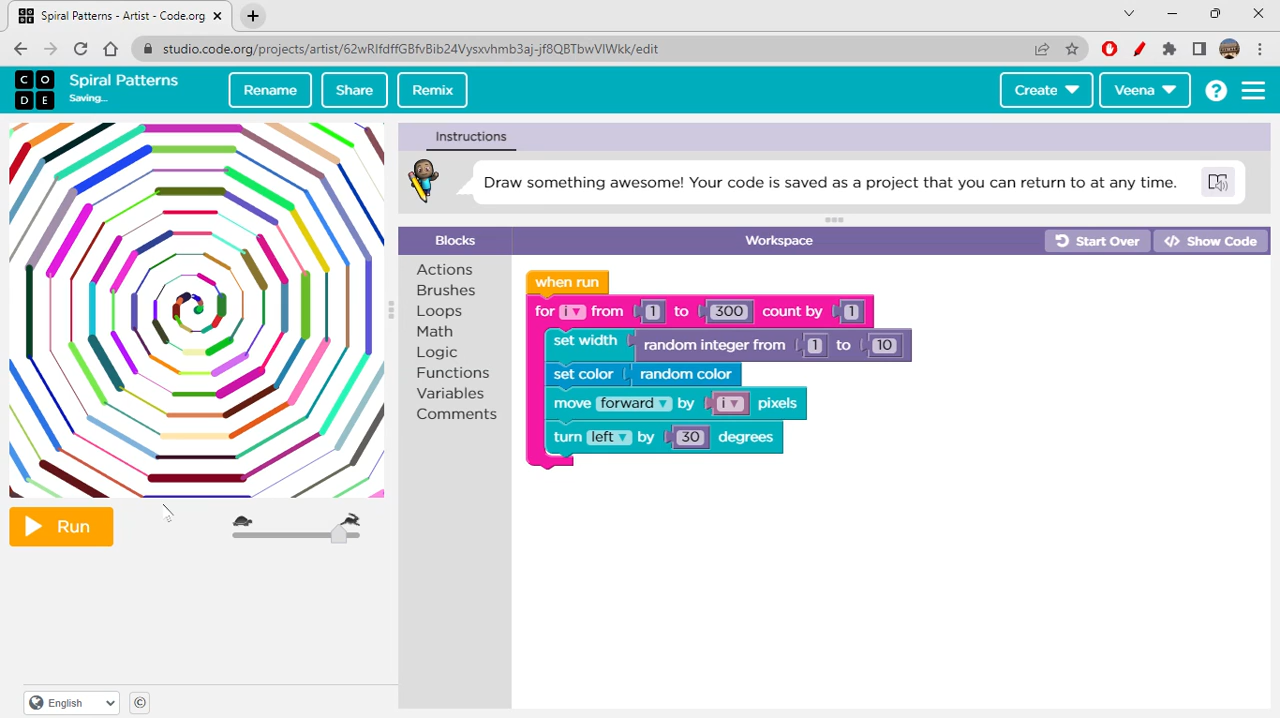 Spiral Patterns - Artist - Code.org
studio.code.org/projects/artist/62wRIfdffGBfvBib24Vysxvhmb3aj-jf8QBTbwVIWkk/edit
C O
D E
Spiral Patterns
Saving...
Rename
Share
Remix
Create
Veena
?
Instructions
Draw something awesome! Your code is saved as a project that you can return to at any time.
Blocks
Workspace
Start Over
</> Show Code
Actions
Brushes
Loops
Math
Logic
Functions
Variables
Comments
when run
for i from 1 to 300 count by 1
set width random integer from 1 to 10
set color random color
move forward by i pixels
turn left by 30 degrees
Run
English
©